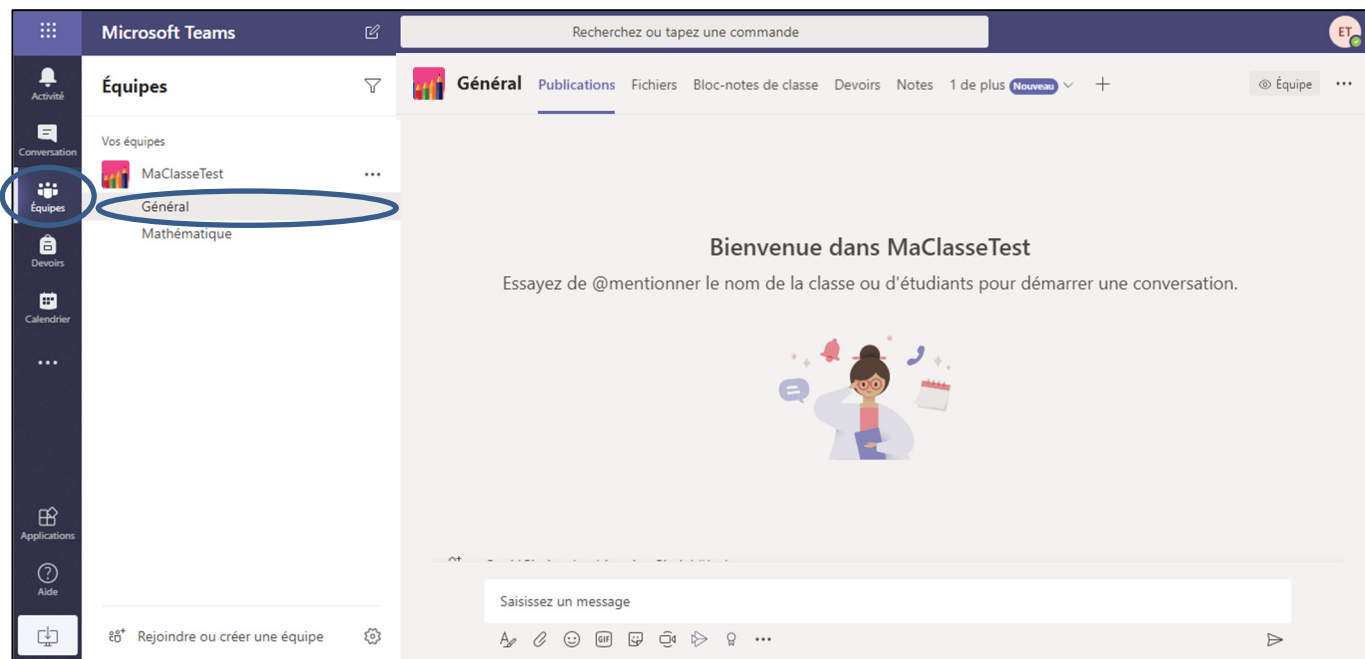 Microsoft Teams
Recherchez ou tapez une commande
ET
Activité
Équipes
Général
Publications
Fichiers
Bloc-notes de classe
Devoirs
Notes
1 de plus
Nouveau
Équipe
Conversation
Vos équipes
MaClasseTest
Équipes
Général
Mathématique
Devoirs
Calendrier
Bienvenue dans MaClasseTest
Essayez de @mentionner le nom de la classe ou d'étudiants pour démarrer une conversation.
Applications
Aide
Saisissez un message
Rejoindre ou créer une équipe
GIF